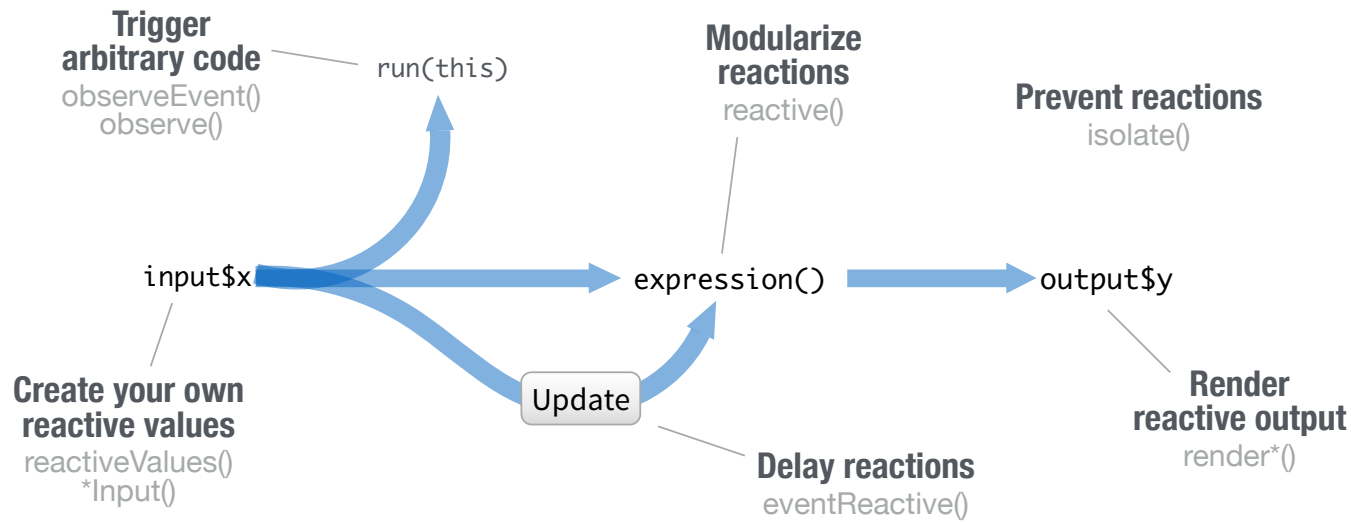 Trigger
arbitrary code
observeEvent()
observe()
run(this)
Modularize
reactions
reactive()
Prevent reactions
isolate()
input$x
expression()
output$y
Create your own
reactive values
reactiveValues()
*Input()
Update
Delay reactions
eventReactive()
Render
reactive output
render*()